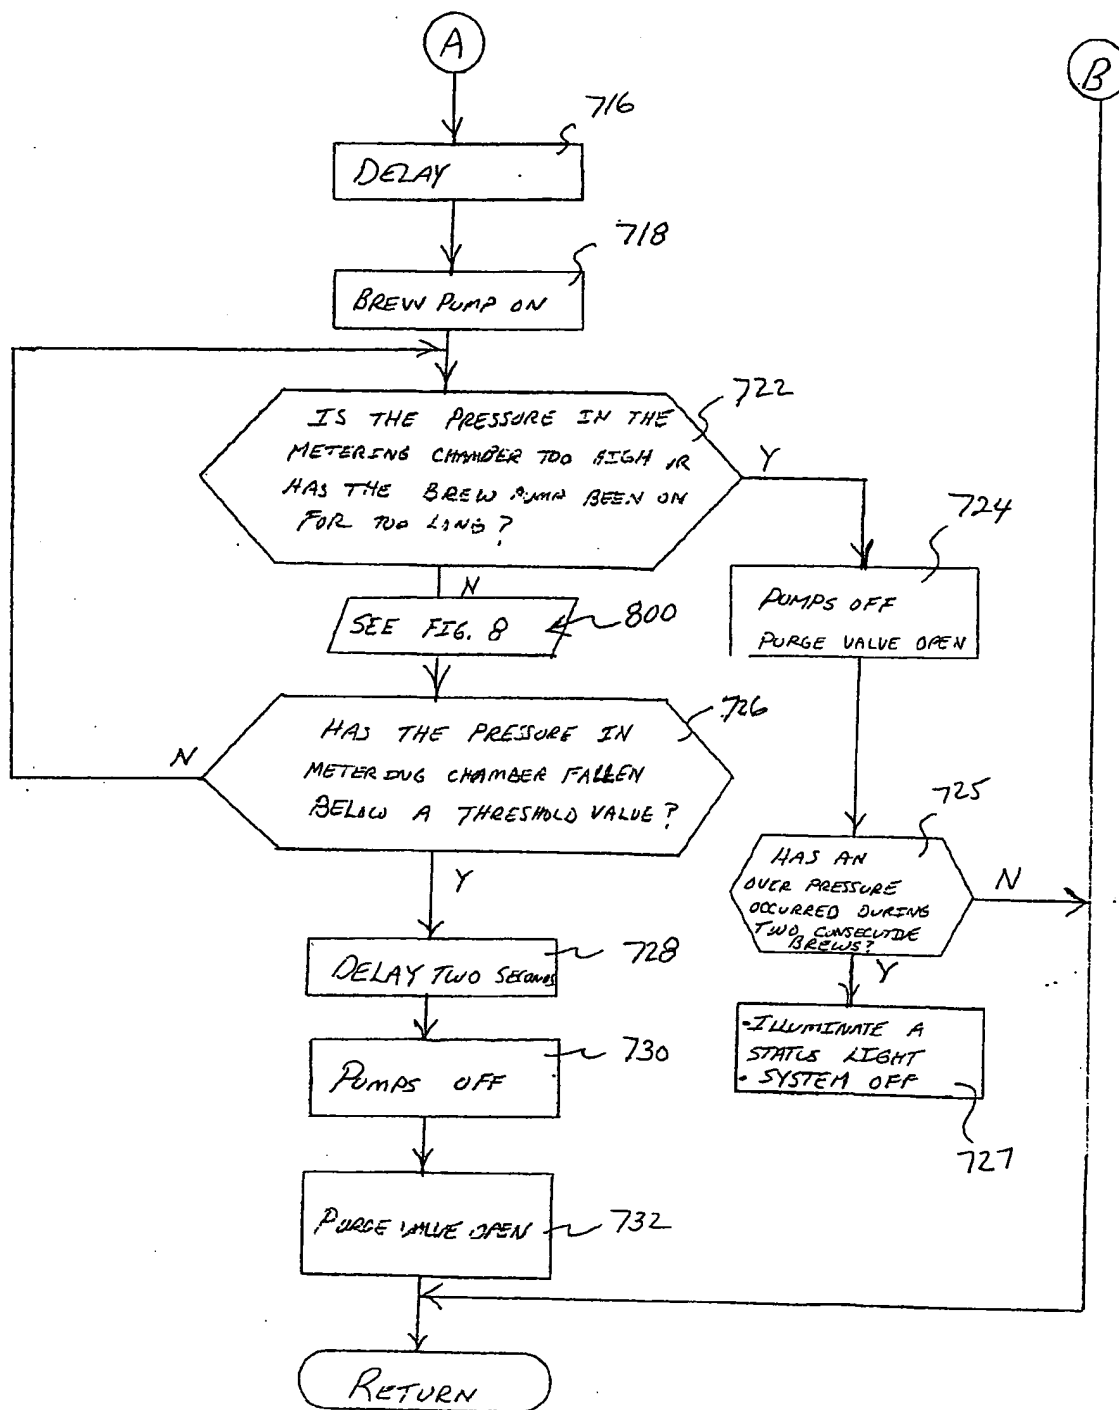 A
B
716
DELAY
718
BREW PUMP ON
IS THE PRESSURE IN THE
METERING CHAMBER TOO HIGH OR
HAS THE BREW PUMP BEEN ON
FOR TOO LONG?
722
Y
N
724
PUMPS OFF
PURGE VALUE OPEN
SEE FIG. 8
800
726
HAS THE PRESSURE IN
METERING CHAMBER FALLEN
BELOW A THRESHOLD VALUE?
N
Y
725
HAS AN
OVER PRESSURE
OCCURRED DURING
TWO CONSECUTIVE
BREWS?
N
Y
728
DELAY TWO SECONDS
• ILLUMINATE A
STATUS LIGHT
• SYSTEM OFF
727
730
PUMPS OFF
PURGE VALUE OPEN
732
RETURN